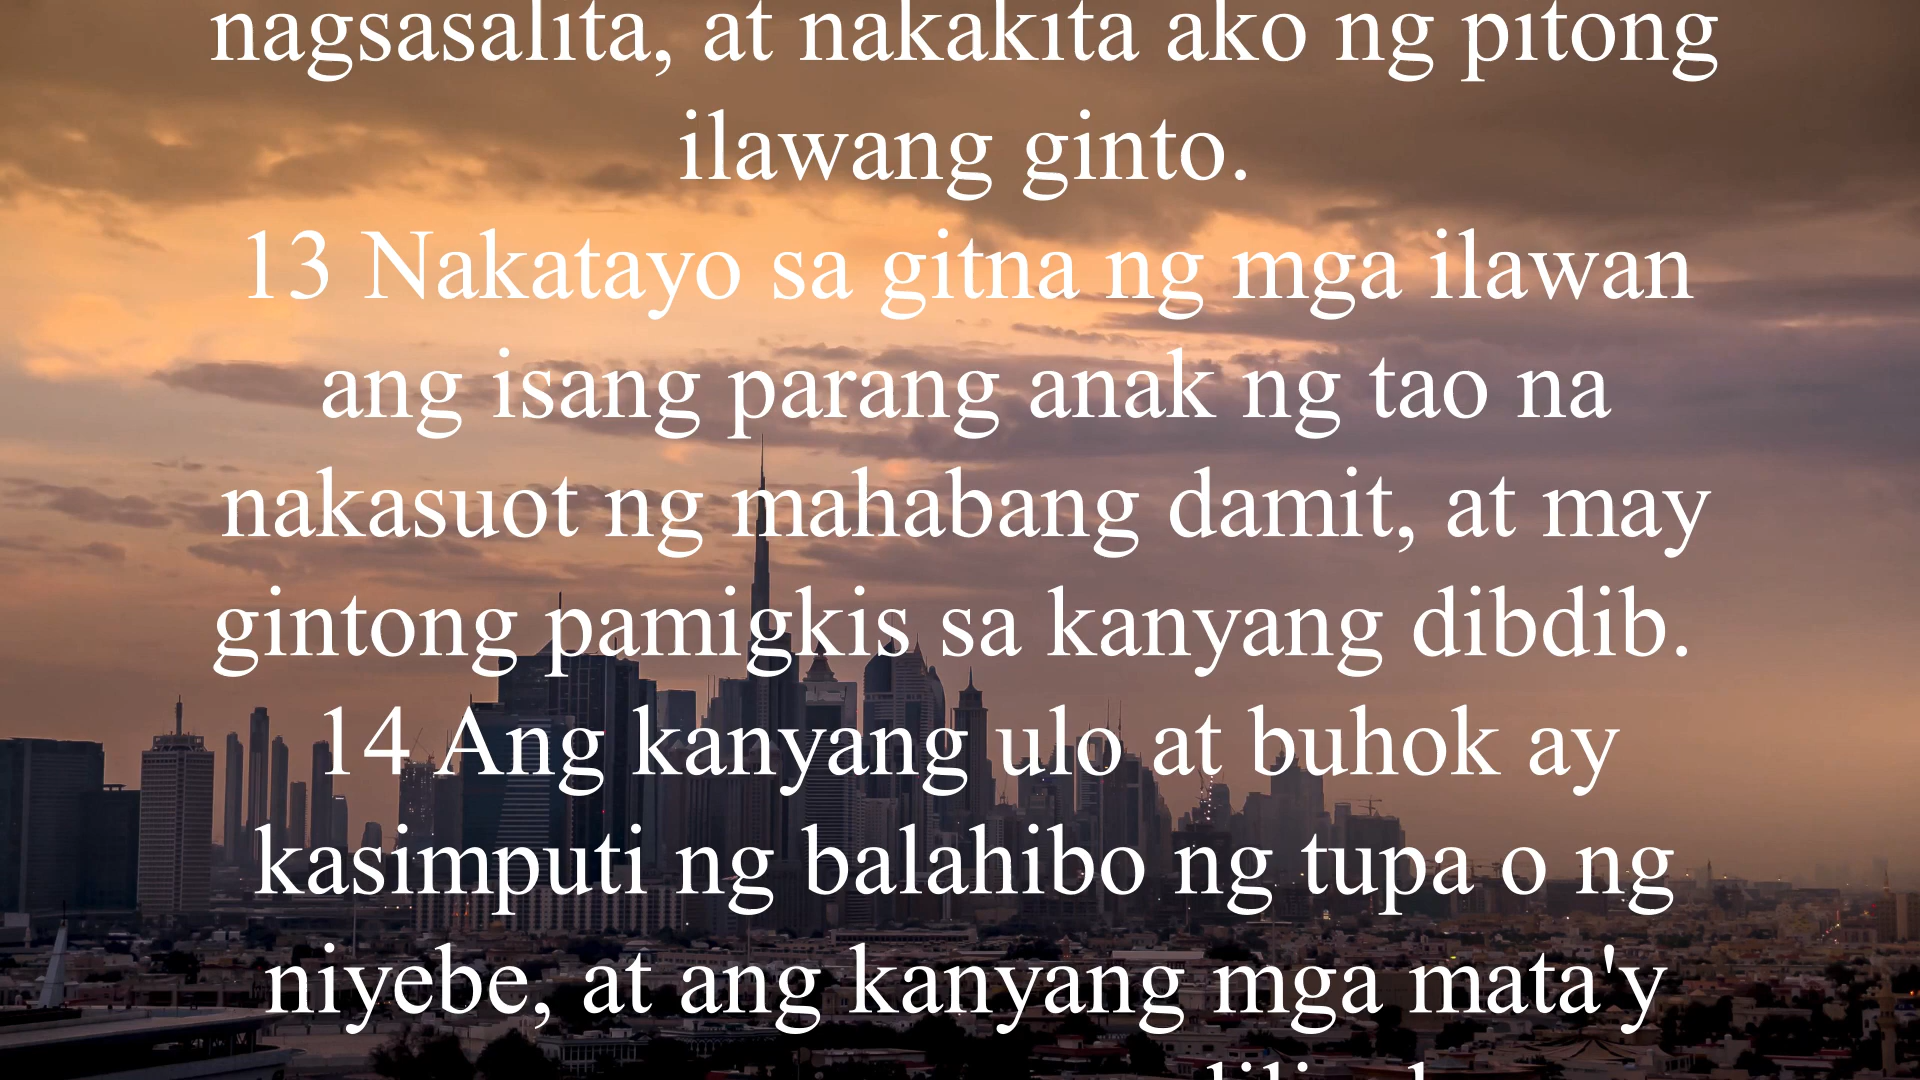 nagsasalita, at nakakita ako ng pitong
ilawang ginto.
13 Nakatayo sa gitna ng mga ilawan
ang isang parang anak ng tao na
nakasuot ng mahabang damit, at may
gintong pamigkis sa kanyang dibdib.
14 Ang kanyang ulo at buhok ay
kasimputi ng balahibo ng tupa o ng
niyebe, at ang kanyang mga mata'y